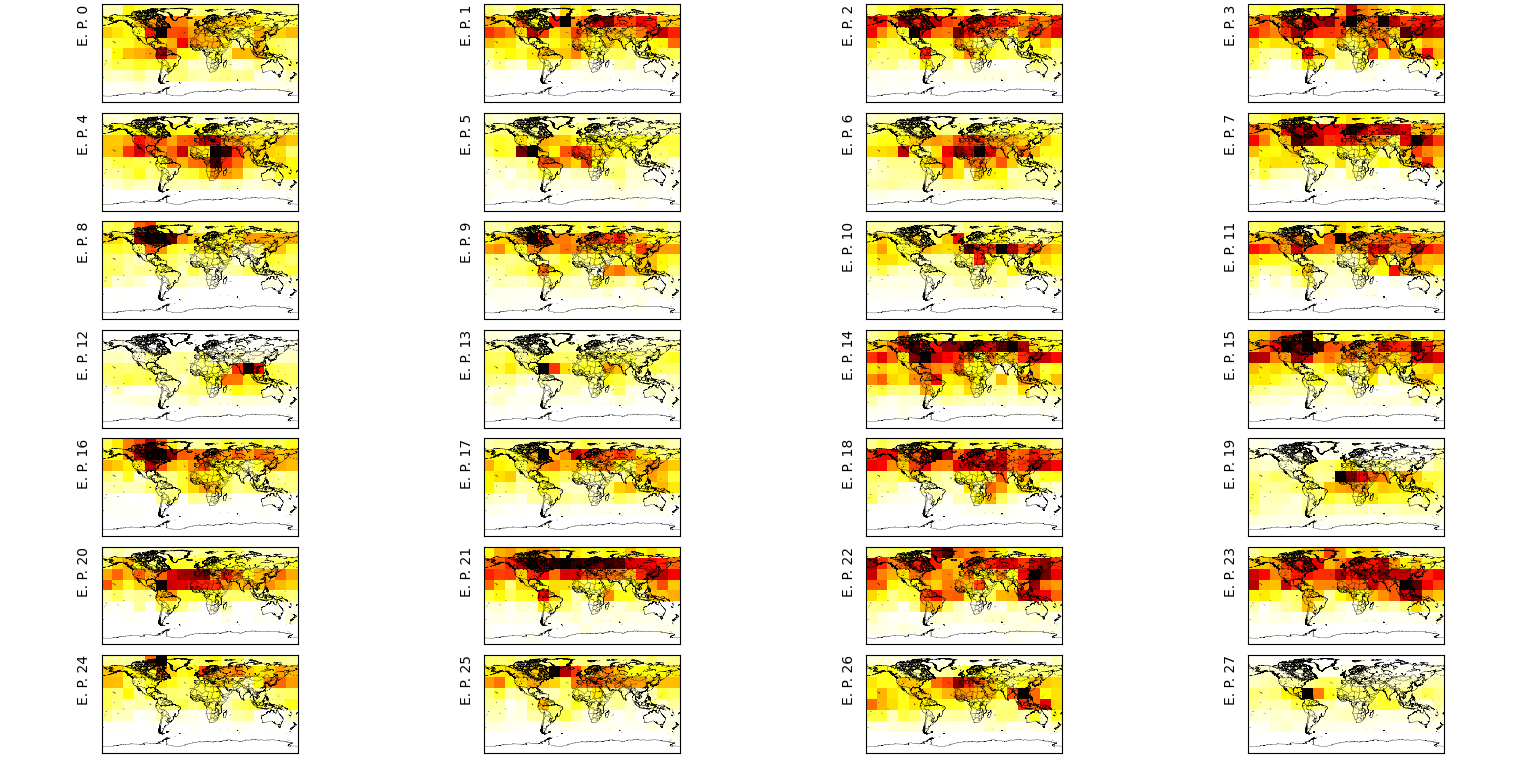 E. P. 0
E. P. 1
E. P. 2
E. P. 3
E. P. 4
E. P. 5
E. P. 6
E. P. 7
E. P. 8
E. P. 9
E. P. 10
E. P. 11
E. P. 12
E. P. 13
E. P. 14
E. P. 15
E. P. 16
E. P. 17
E. P. 18
E. P. 19
E. P. 20
E. P. 21
E. P. 22
E. P. 23
E. P. 24
E. P. 25
E. P. 26
E. P. 27